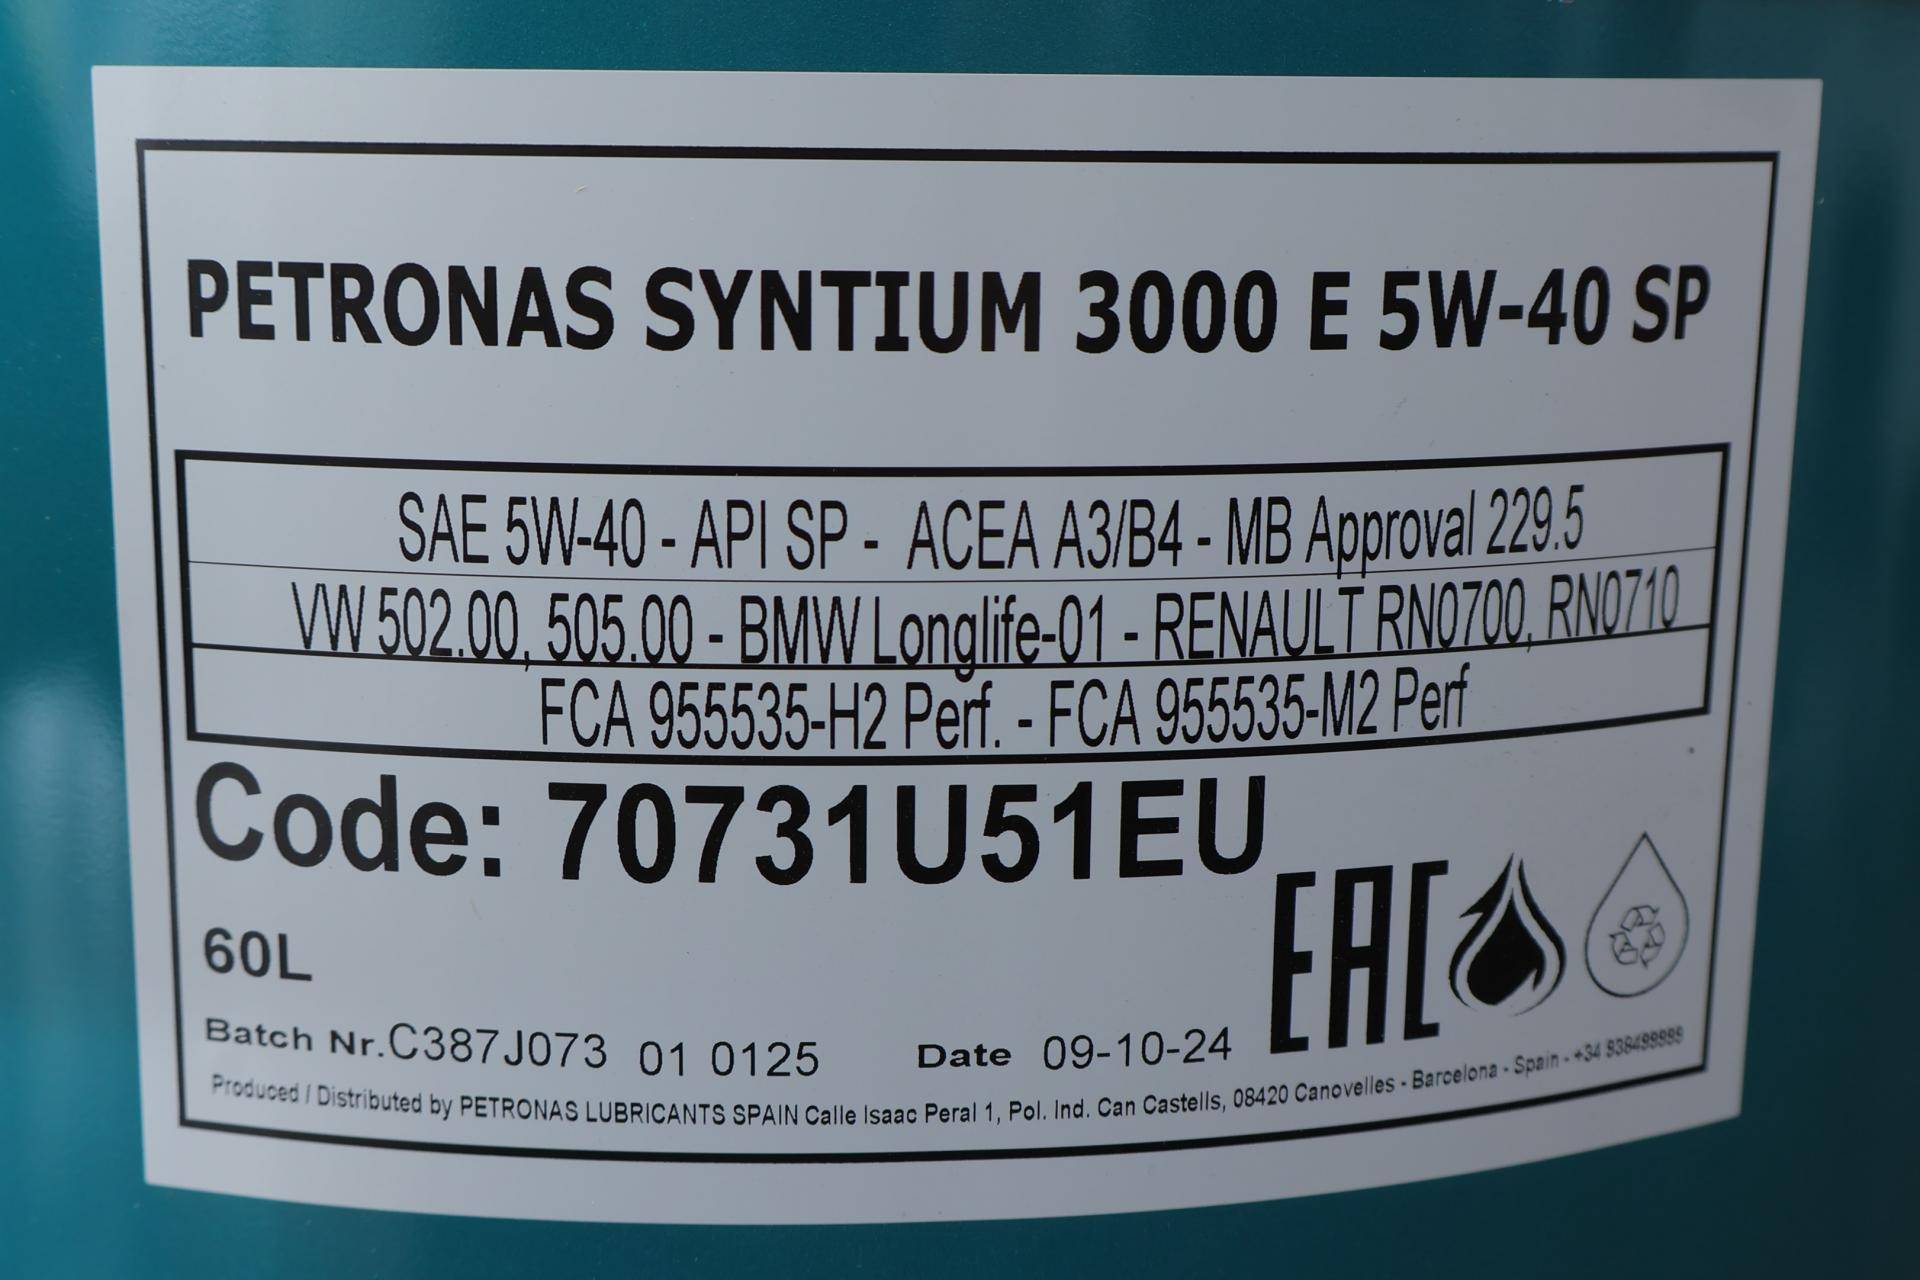 PETRONAS SYNTIUM 3000 E 5W-40 SP
SAE 5W-40 - API SP - ACEA A3/B4 - MB Approval 229.5
VW 502.00, 505.00 - BMW Longlife-01 - RENAULT RN0700, RN0710
FCA 955535-H2 Perf. - FCA 955535-M2 Perf
Code: 70731U51EU
EAC
60L
Batch Nr.C387J073 01 0125 Date 09-10-24
Produced / Distributed by PETRONAS LUBRICANTS SPAIN Calle Isaac Peral 1, Pol. Ind. Can Castells, 08420 Canovelles - Barcelona - Spain - +34